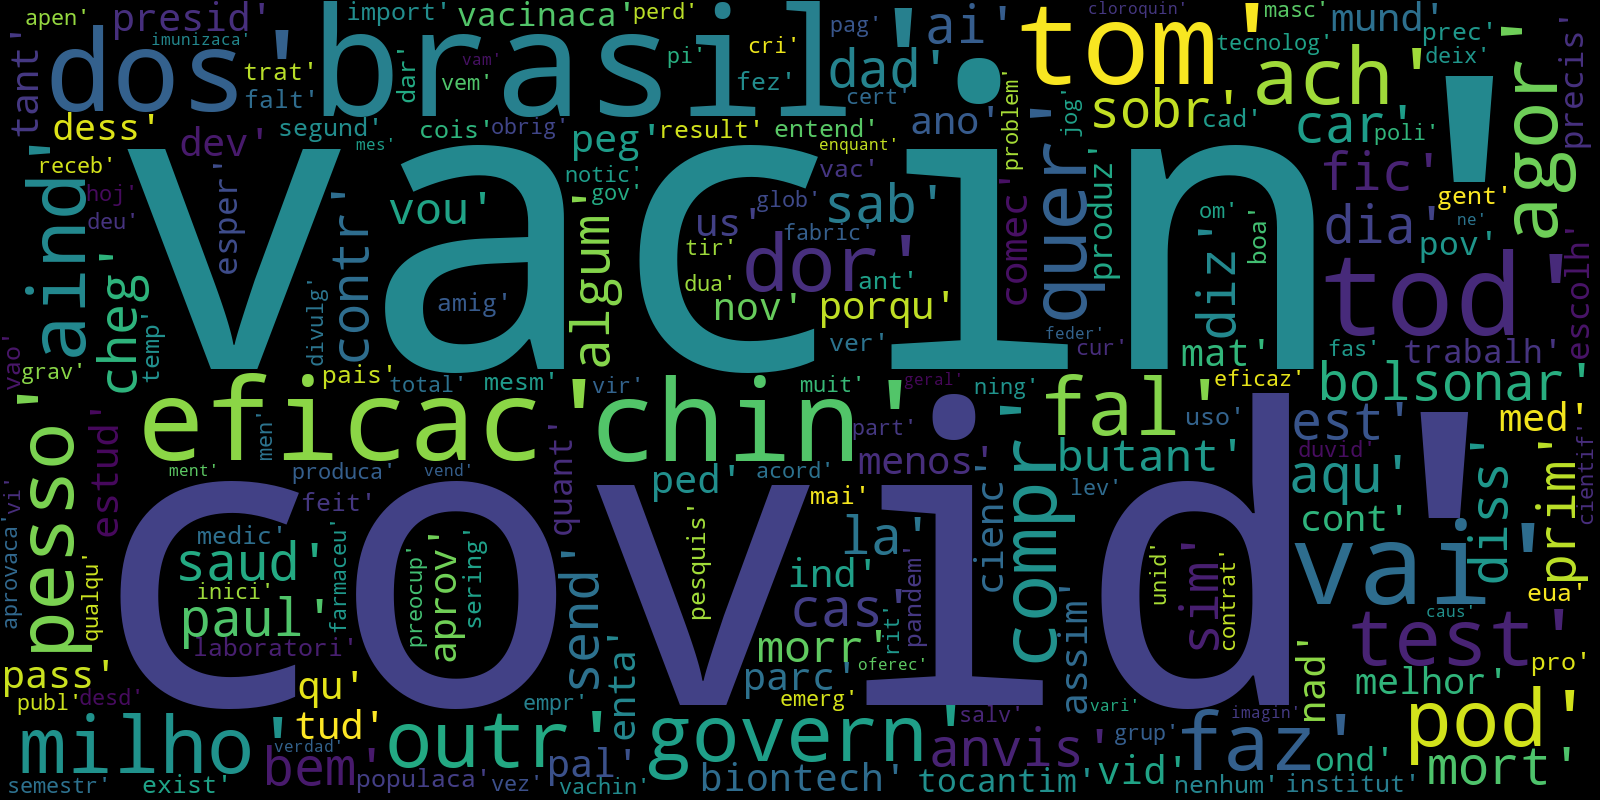 apen' presid' import' vacinaca' perd' cloroquin' masc' mund'
tant' dos' imunizaca' brasil' pag' ai' tom' tecnolog' prec' precis'
trat' falt' dar' vem' vam' pi' cri' fez' dad' cert' ach' deix' agor'
dess' dev' segund' cois' obrig' peg' result' entend' ano' sobr' cad' car' poli'
receb' mes' enquant' problem' jog'
aind' hoj' deu' esper' vacin' notic' gov' vac' glob' us' sab' fic' gent'
vou' contr' algum' fabric' dor' tir' dua' ant' comec' quer' produz' om' boa' dia' pov' ne'
cheg' temp' divulg' amig' nov' porqu' diz' tod' escolh'
vao' grav' ver' feder' cur' mat' fas' trabalh'
pais' total' mesm' vir' muit' geral' ning' eficaz' bolsonar'
pesso' estud' eficac' chin' fal' uso' est' med'
men' part' menos' butant' duvid' aqu' diss' prim'
ment' produca' vend' acord' ped' mai' cienc' compr' lev' cont' cientif'
vi' aprovaca' feit' quant' covid' la' vai'
medic' saud' farmaceu' preocup' aprov' sering' send' pesquis' ind' pandem' sim' unid' contrat' eua'
qualqu' inici' paul' cas' rit' assim' caus' test'
laboratori' morr' oferec' nad' pro'
pass' qu' enta' parc' melhor'
publ' desd' tud' empr' emerg' salv' vari' imagin' pod'
milho' verdad' bem' outr' pal' govern' anvis' grup' faz' ond' mort'
semestr' exist' populaca' vez' vachin' biontech' tocantim' vid' nenhum' institut'